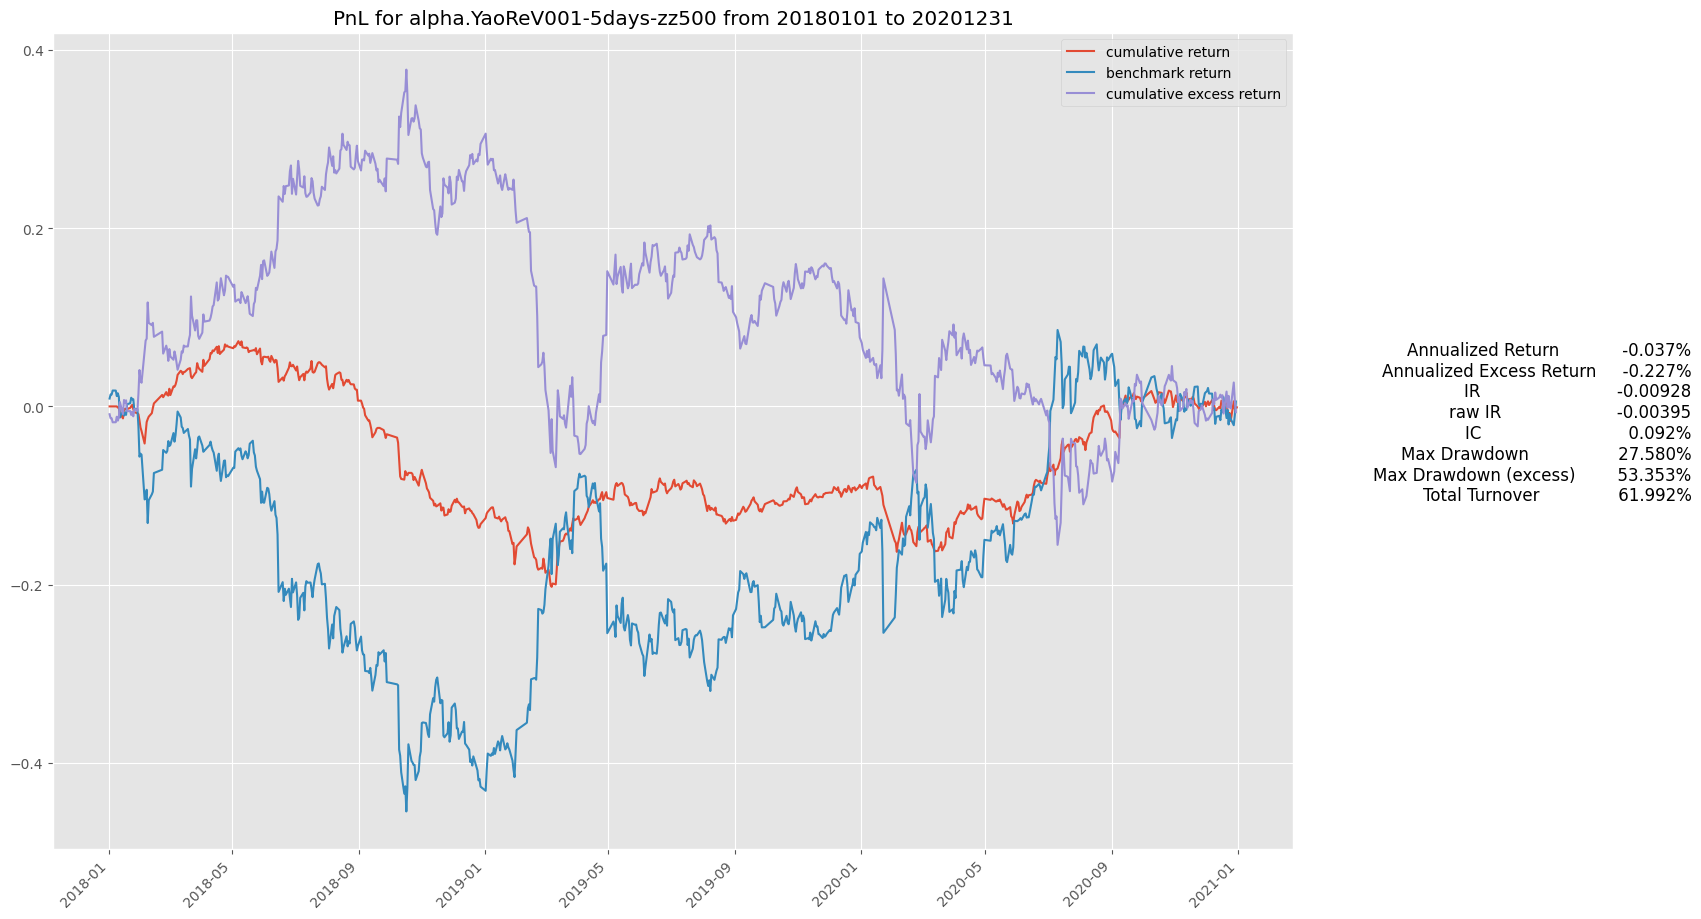 PnL for alpha.YaoReV001-5days-zz500 from 20180101 to 20201231
cumulative return
benchmark return
cumulative excess return
0.4
0.2
0.0
−0.2
−0.4
2018-01
2018-05
2018-09
2019-01
2019-05
2019-09
2020-01
2020-05
2020-09
2021-01
Annualized Return -0.037%
Annualized Excess Return -0.227%
IR -0.00928
raw IR -0.00395
IC 0.092%
Max Drawdown 27.580%
Max Drawdown (excess) 53.353%
Total Turnover 61.992%